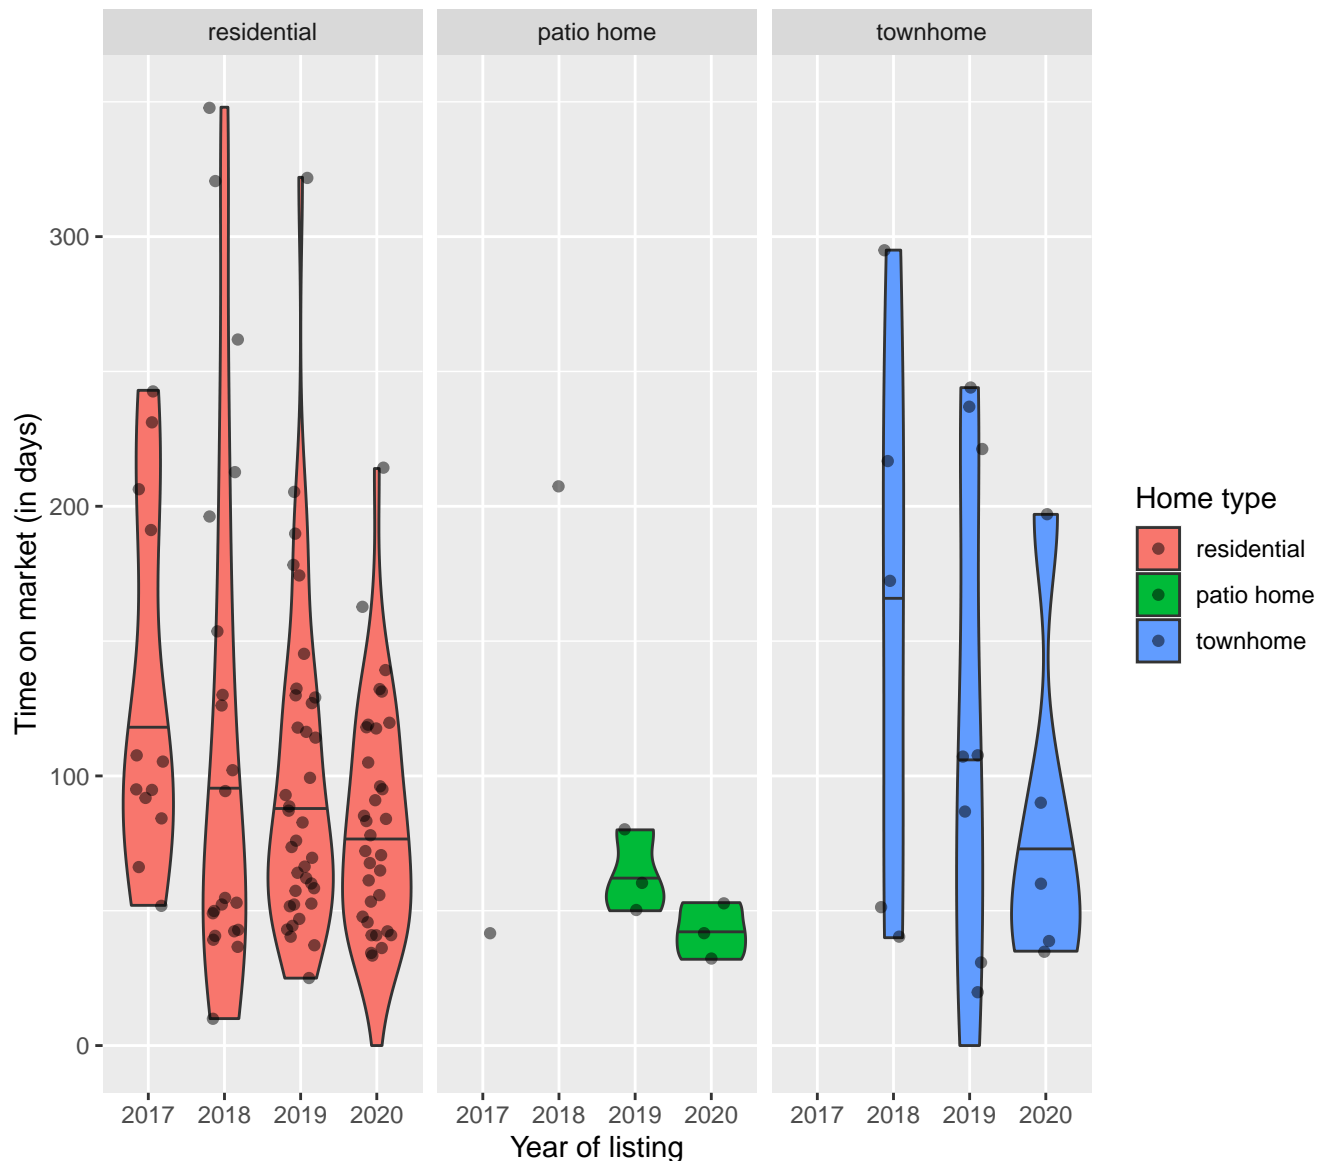 residential patio home townhome
300
200
100
0
Time on market (in days)
2017 2018 2019 2020 2017 2018 2019 2020 2017 2018 2019 2020
Year of listing
Home type
residential
patio home
townhome